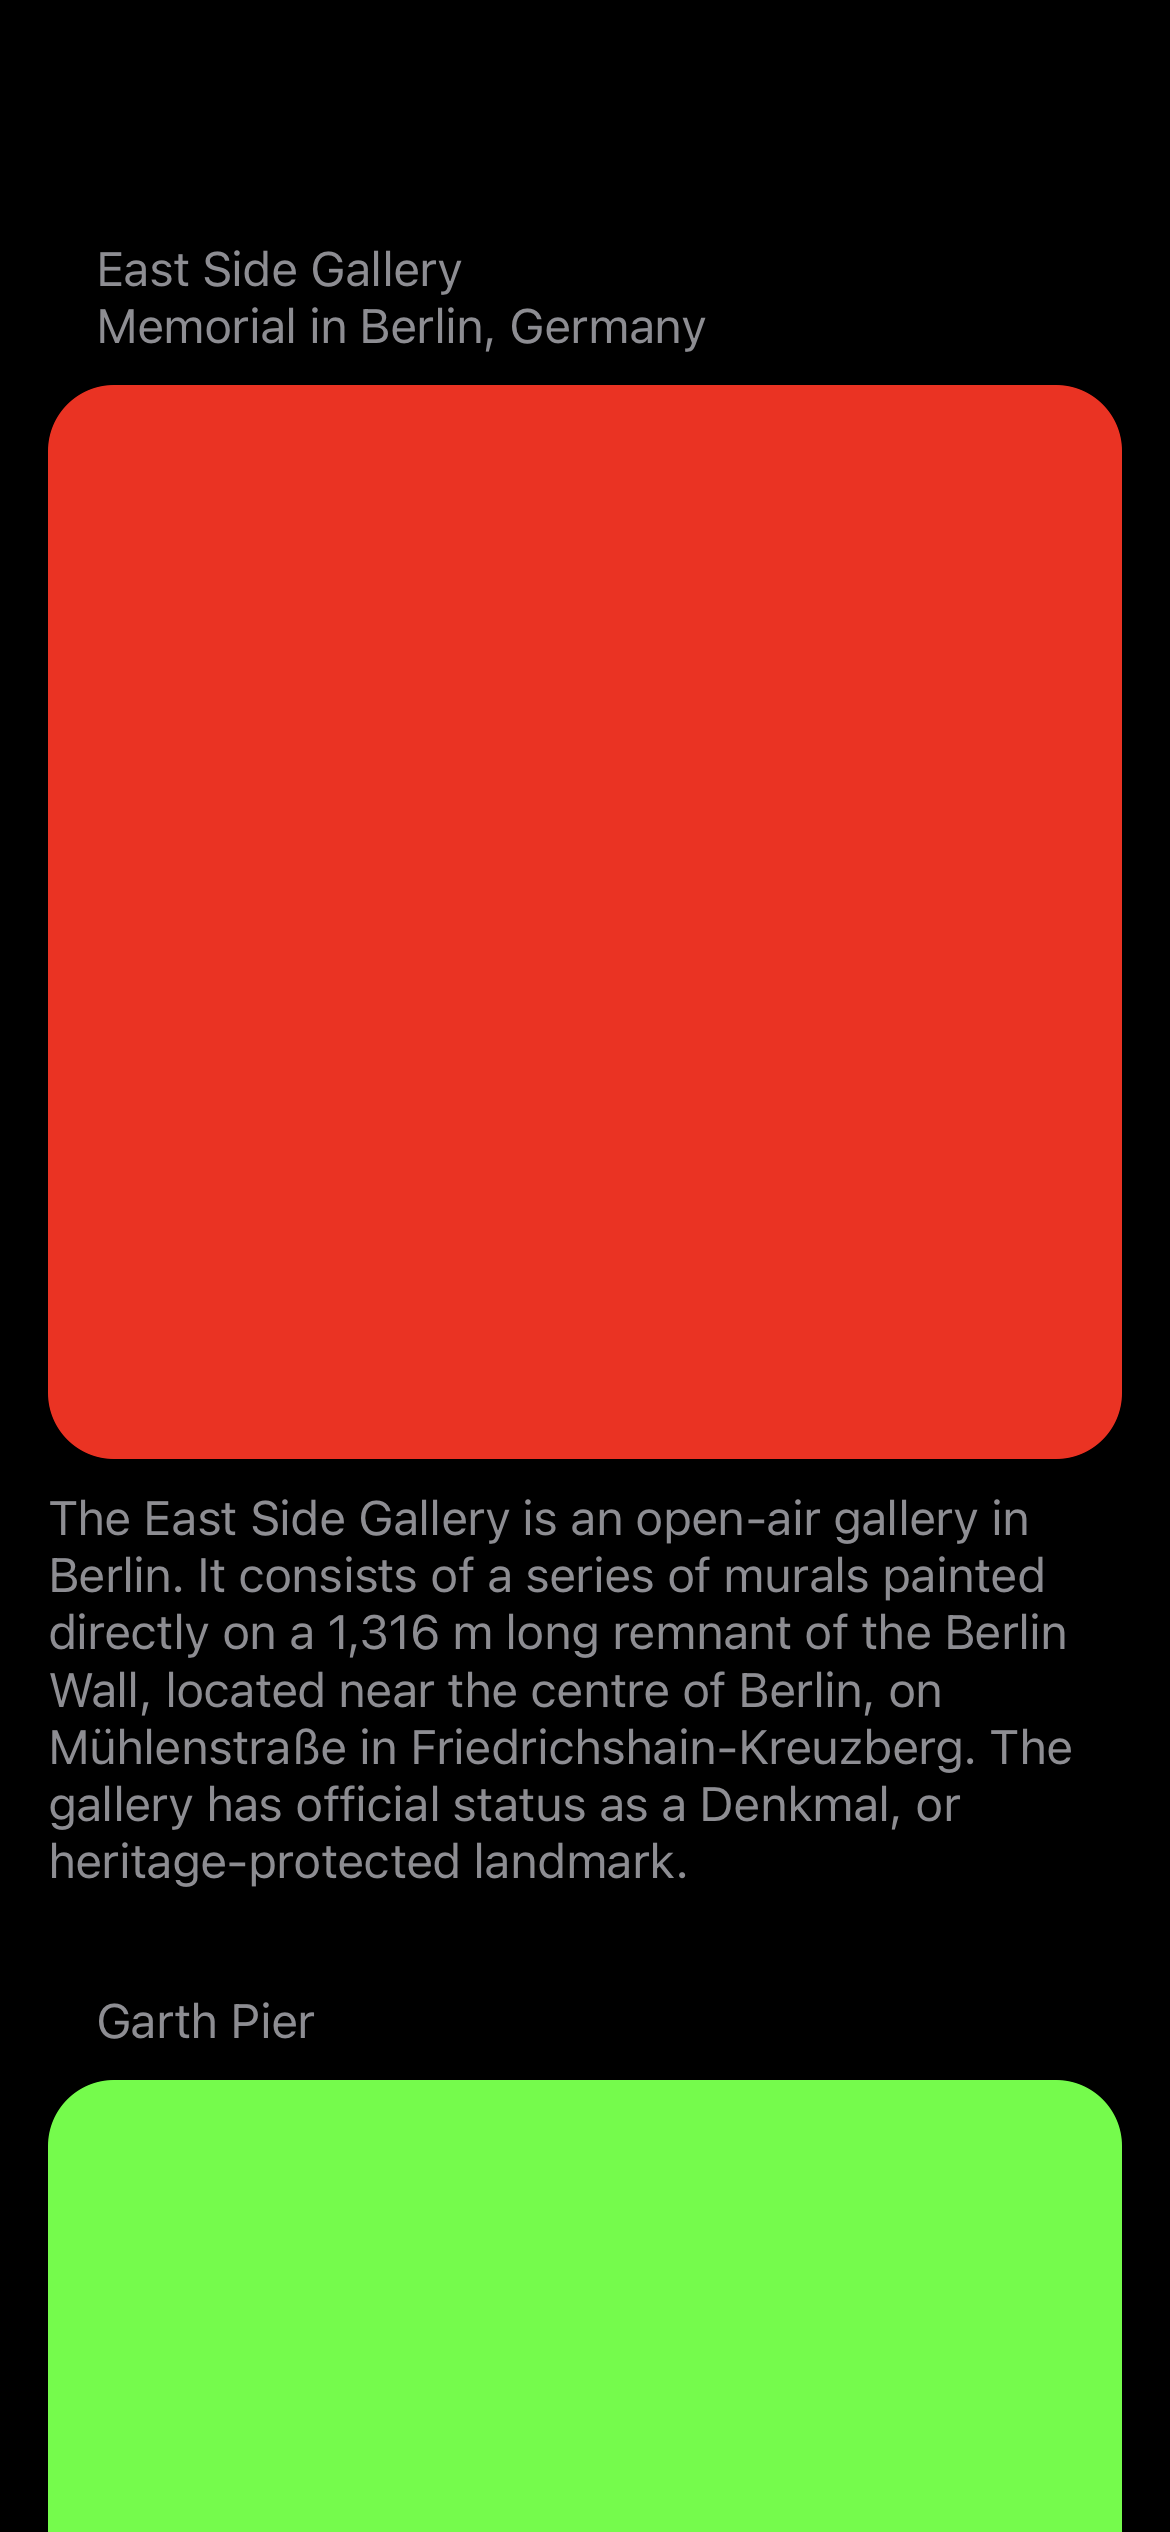 East Side Gallery
Memorial in Berlin, Germany
The East Side Gallery is an open-air gallery in
Berlin. It consists of a series of murals painted
directly on a 1,316 m long remnant of the Berlin
Wall, located near the centre of Berlin, on
Mühlenstraße in Friedrichshain-Kreuzberg. The
gallery has official status as a Denkmal, or
heritage-protected landmark.
Garth Pier